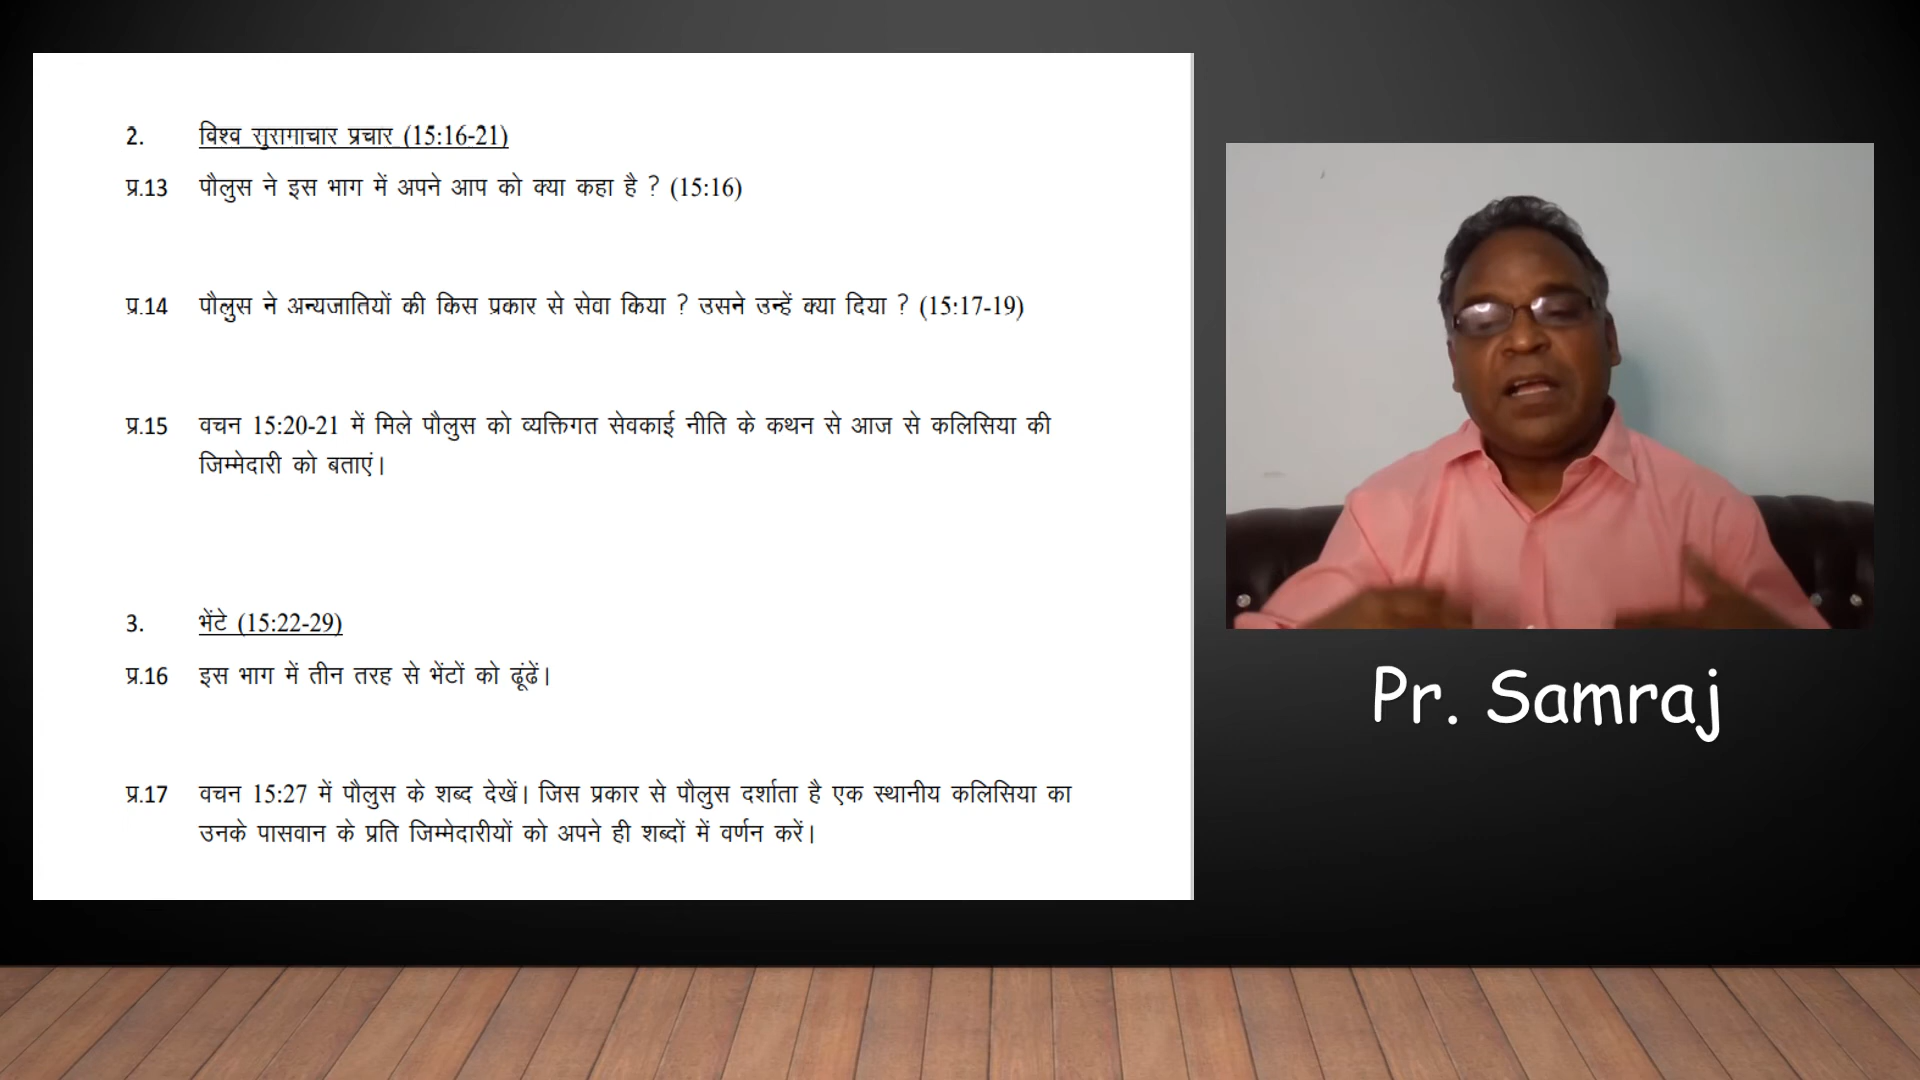 2. विश्व सुरागाचार प्रचार (15:16-21)
प्र.13 पौलुस ने इस भाग में अपने आप को क्या कहा है ? (15:16)
प्र.14 पौलुस ने अन्यजातियों की किस प्रकार से सेवा किया ? उसने उन्हें क्या दिया ? (15:17-19)
प्र.15 वचन 15:20-21 में मिले पौलुस को व्यक्तिगत सेवकाई नीति के कथन से आज से कलिसिया की
जिम्मेदारी को बताएं।
3. भेंटे (15:22-29)
प्र.16 इस भाग में तीन तरह से भेंटों को ढूंढें।
प्र.17 वचन 15:27 में पौलुस के शब्द देखें। जिस प्रकार से पौलुस दर्शाता है एक स्थानीय कलिसिया का
उनके पासवान के प्रति जिम्मेदारीयों को अपने ही शब्दों में वर्णन करें।
Pr. Samraj